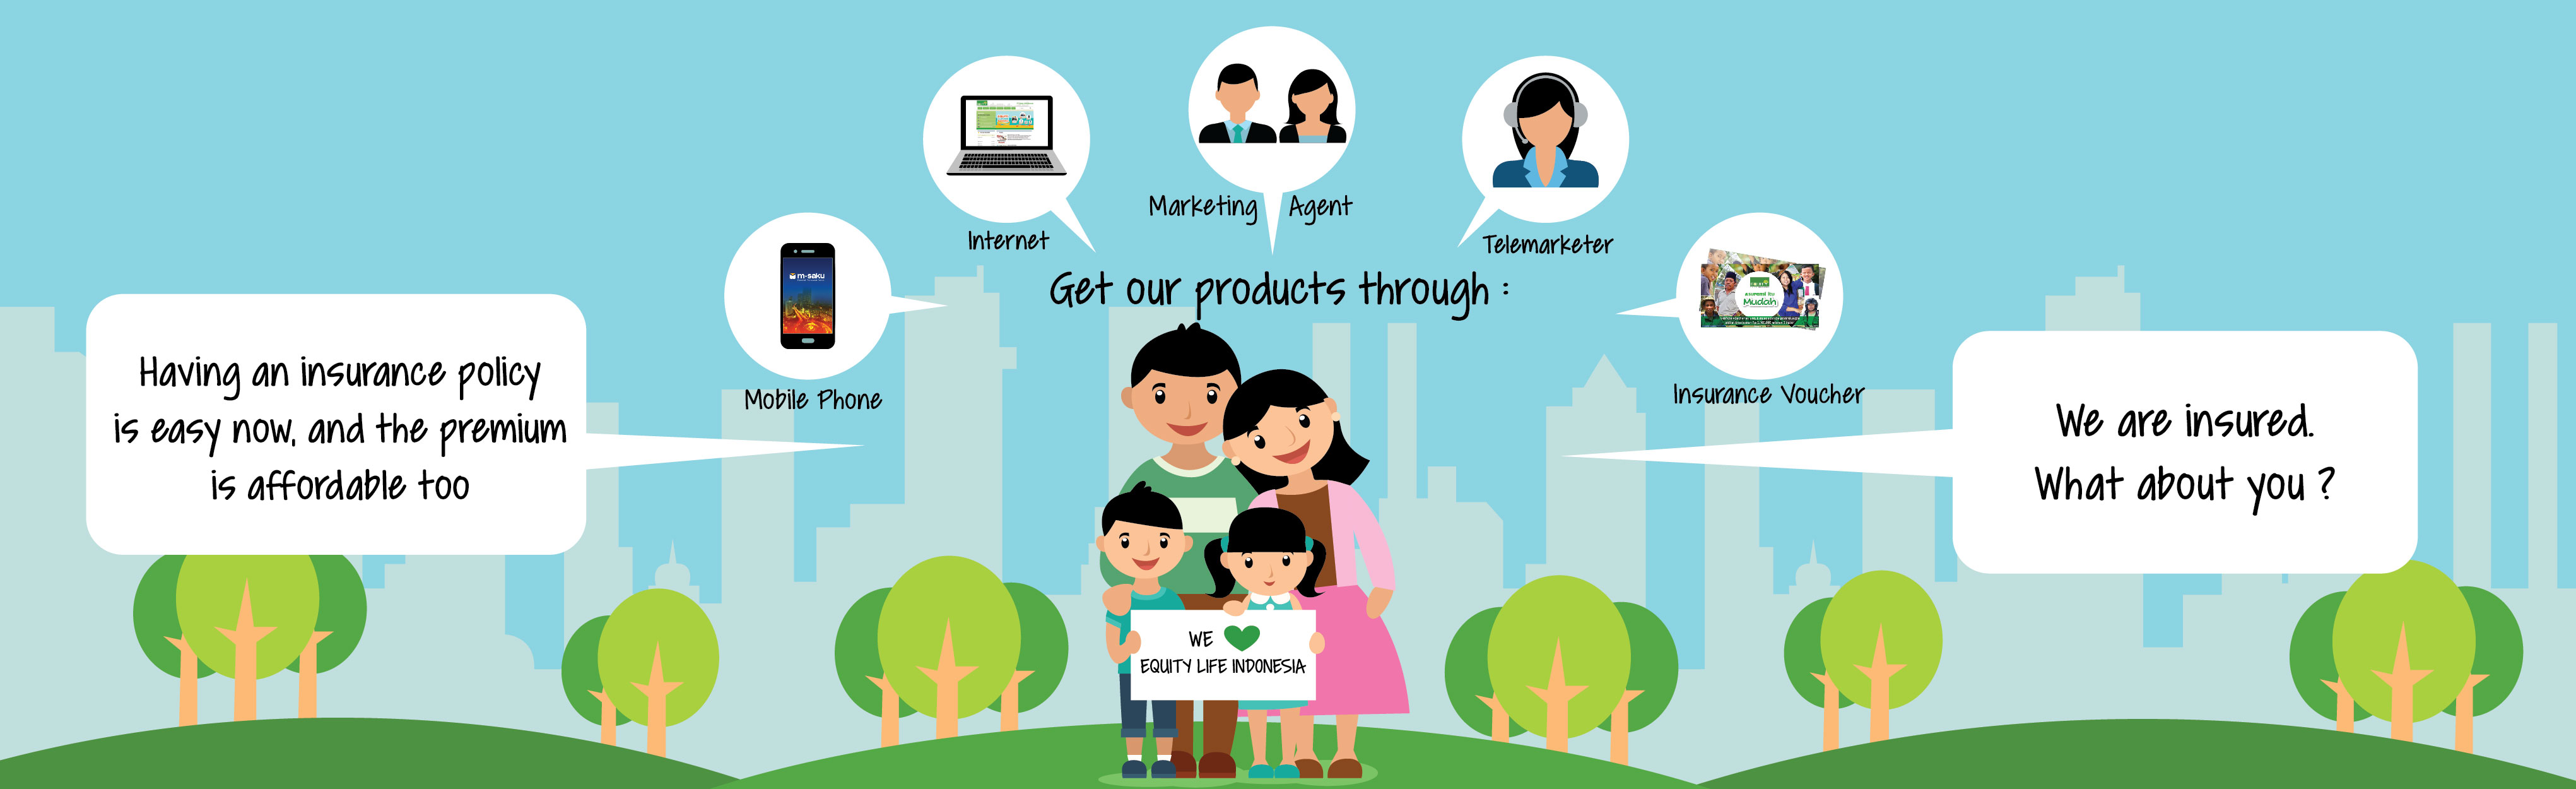 Marketing Agent
Internet
Telemarketer
Get our products through :
m-saku
Mobile Phone
Mudah
Insurance Voucher
Having an insurance policy
is easy now, and the premium
is affordable too
We are insured.
What about you ?
WE
EQUITY LIFE INDONESIA